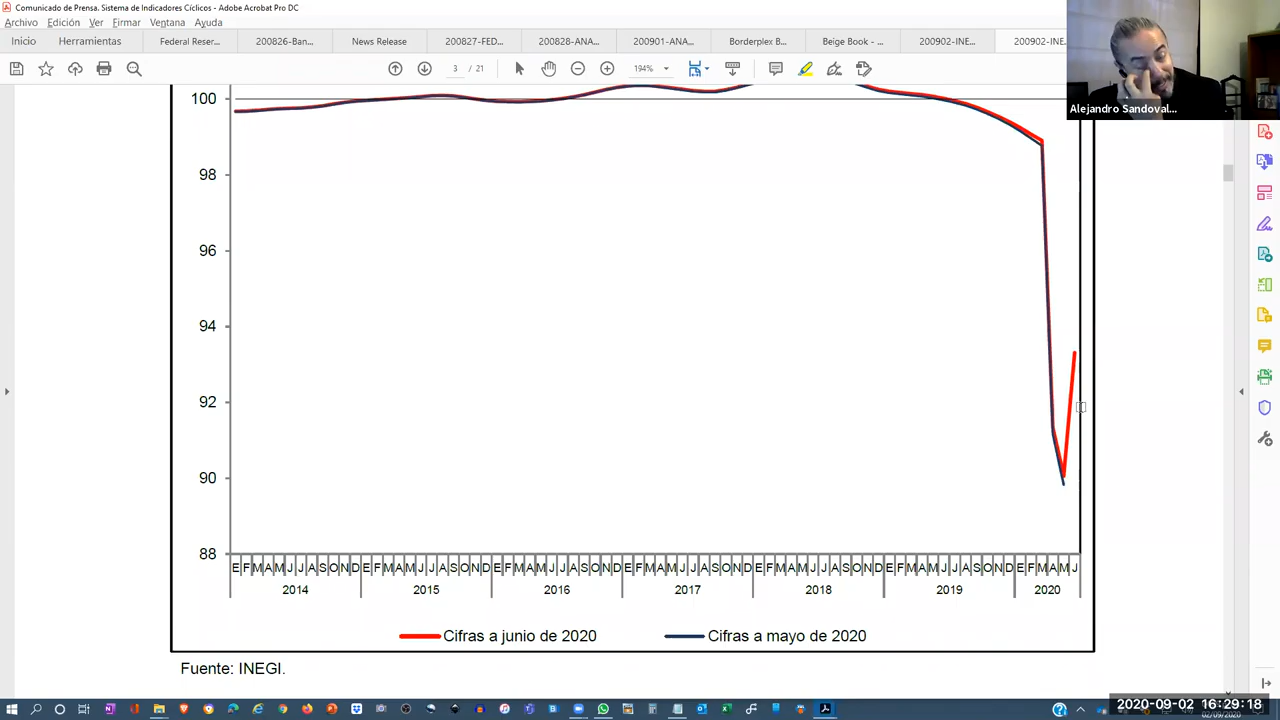 Comunicado de Prensa. Sistema de Indicadores Cíclicos - Adobe Acrobat Pro DC
Archivo Edición Ver Firmar Ventana Ayuda
Inicio Herramientas Federal Reser... 200826-Ban... News Release 200827-FED... 200828-ANA... 200901-ANA... Borderplex B... Beige Book - ... 200902-INE... 200902-INE
3 / 21 194%
Alejandro Sandoval...
100
98
96
94
92
90
88
E F M A M J J A S O N D E F M A M J J A S O N D E F M A M J J A S O N D E F M A M J J A S O N D E F M A M J J A S O N D E F M A M J J A S O N D E F M A M J
2014 2015 2016 2017 2018 2019 2020
Cifras a junio de 2020 Cifras a mayo de 2020
Fuente: INEGI.
2020-09-02 16:29:18
02/09/2020